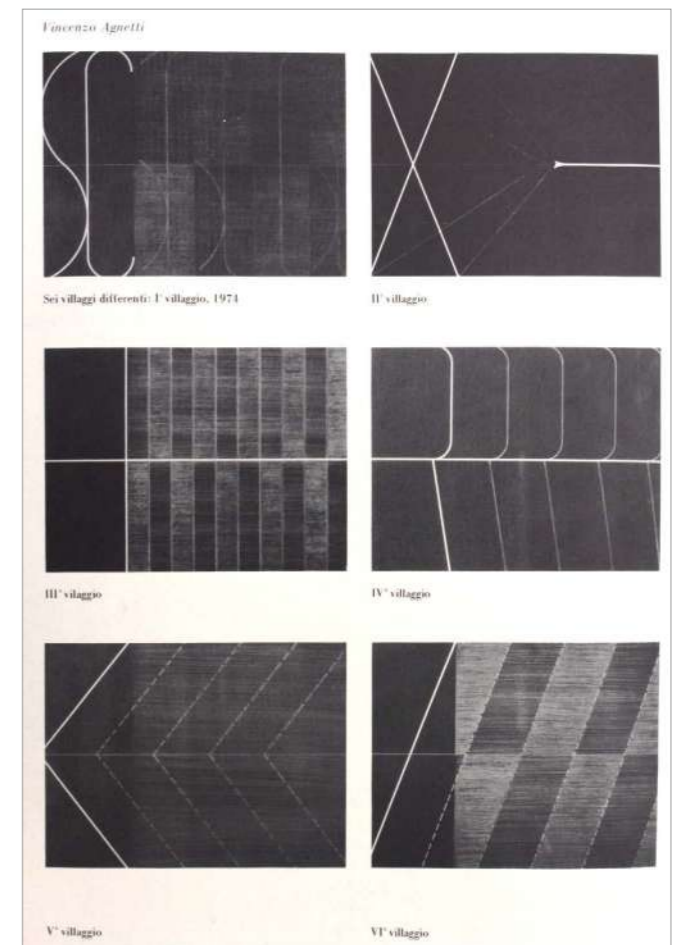 Vincenzo Agnetti
Sei villaggi differenti: I° villaggio, 1974
II° villaggio
III° vilaggio
IV° villaggio
V° villaggio
VI° villaggio